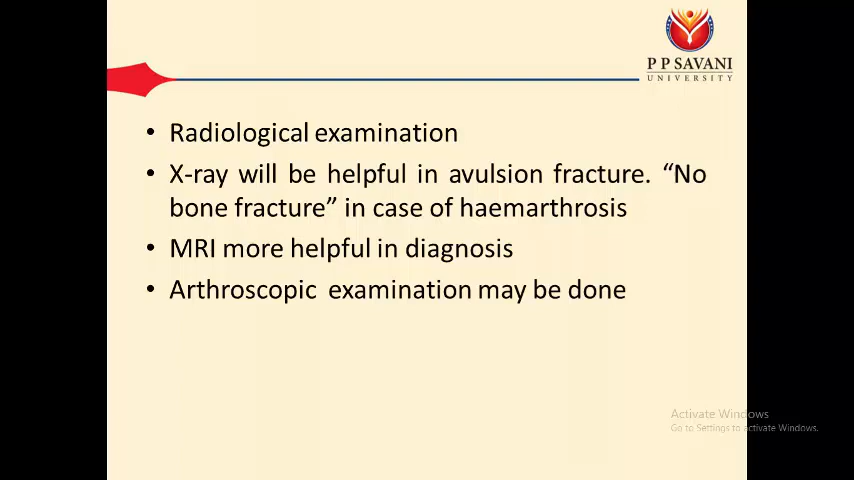 P P SAVANI
UNIVERSITY
• Radiological examination
• X-ray will be helpful in avulsion fracture. “No
bone fracture” in case of haemarthrosis
• MRI more helpful in diagnosis
• Arthroscopic examination may be done
Activate Windows
Go to Settings to activate Windows.